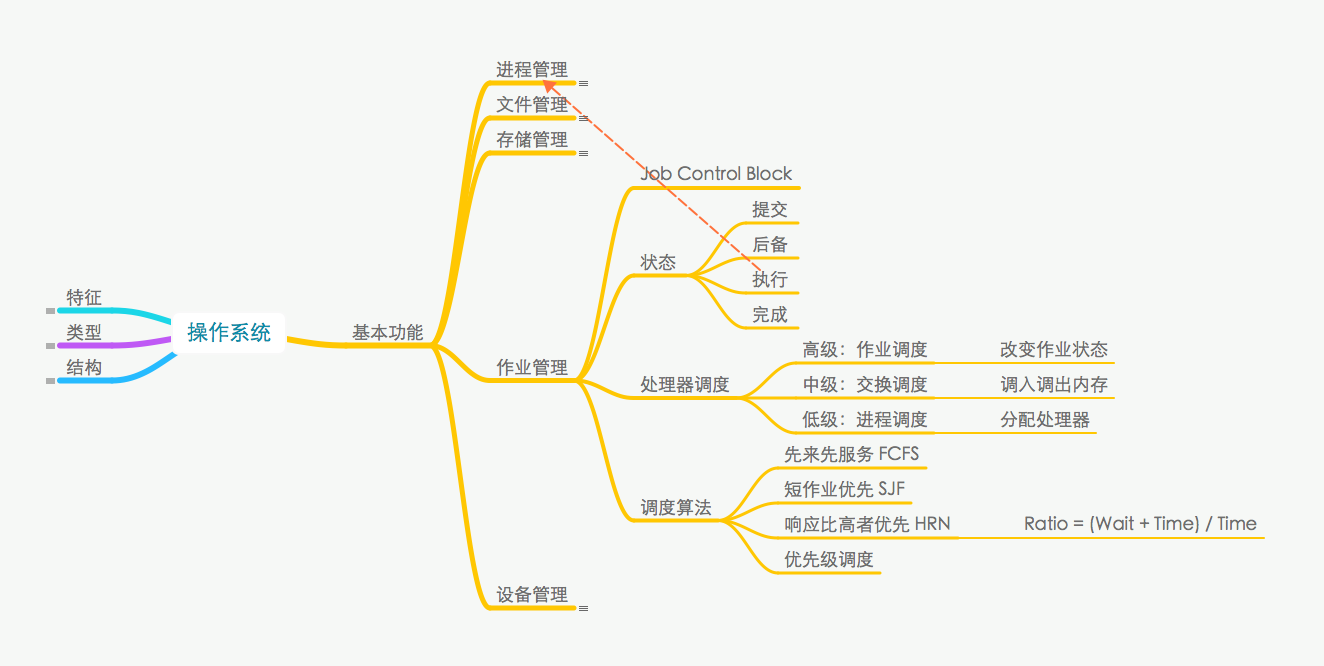 进程管理
文件管理
存储管理
Job Control Block
提交
后备
状态
执行
特征
完成
类型
操作系统
基本功能
高级：作业调度
改变作业状态
结构
作业管理
处理器调度
中级：交换调度
调入调出内存
低级：进程调度
分配处理器
先来先服务 FCFS
短作业优先 SJF
调度算法
响应比高者优先 HRN
Ratio = (Wait + Time) / Time
优先级调度
设备管理